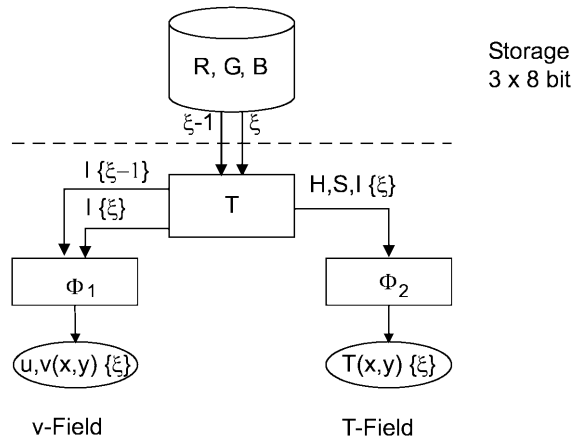 R, G, B
Storage
3 x 8 bit
ξ-1
ξ
I {ξ−1}
I {ξ}
T
H,S,I {ξ}
Φ1
Φ2
u,v(x,y) {ξ}
T(x,y) {ξ}
v-Field
T-Field